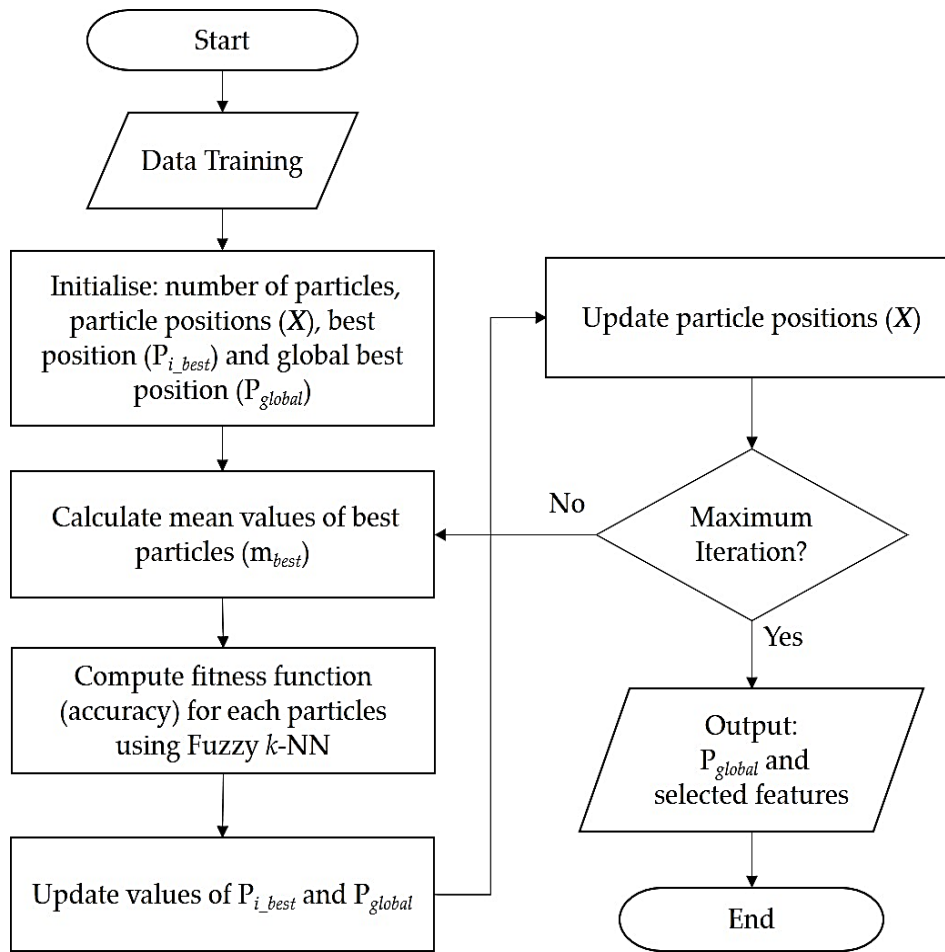 Start
Data Training
Initialise: number of particles,
particle positions (X), best
position (Pi_best) and global best
position (Pglobal)
Calculate mean values of best
particles (mbest)
Compute fitness function
(accuracy) for each particles
using Fuzzy k-NN
Update values of Pi_best and Pglobal
Update particle positions (X)
Maximum
Iteration?
No
Yes
Output:
Pglobal and
selected features
End